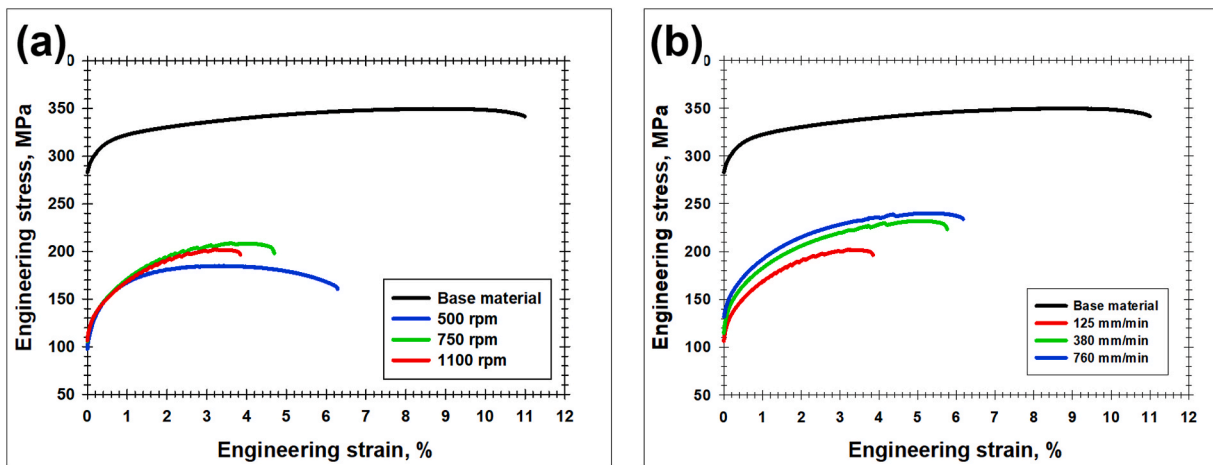 (a)
0
350
300
250
200
150
100
50
0 1 2 3 4 5 6 7 8 9 10 11 12
Engineering stress, MPa
Engineering strain, %
Base material
500 rpm
750 rpm
1100 rpm
(b)
0
350
300
250
200
150
100
50
0 1 2 3 4 5 6 7 8 9 10 11 12
Engineering stress, MPa
Engineering strain, %
Base material
125 mm/min
380 mm/min
760 mm/min